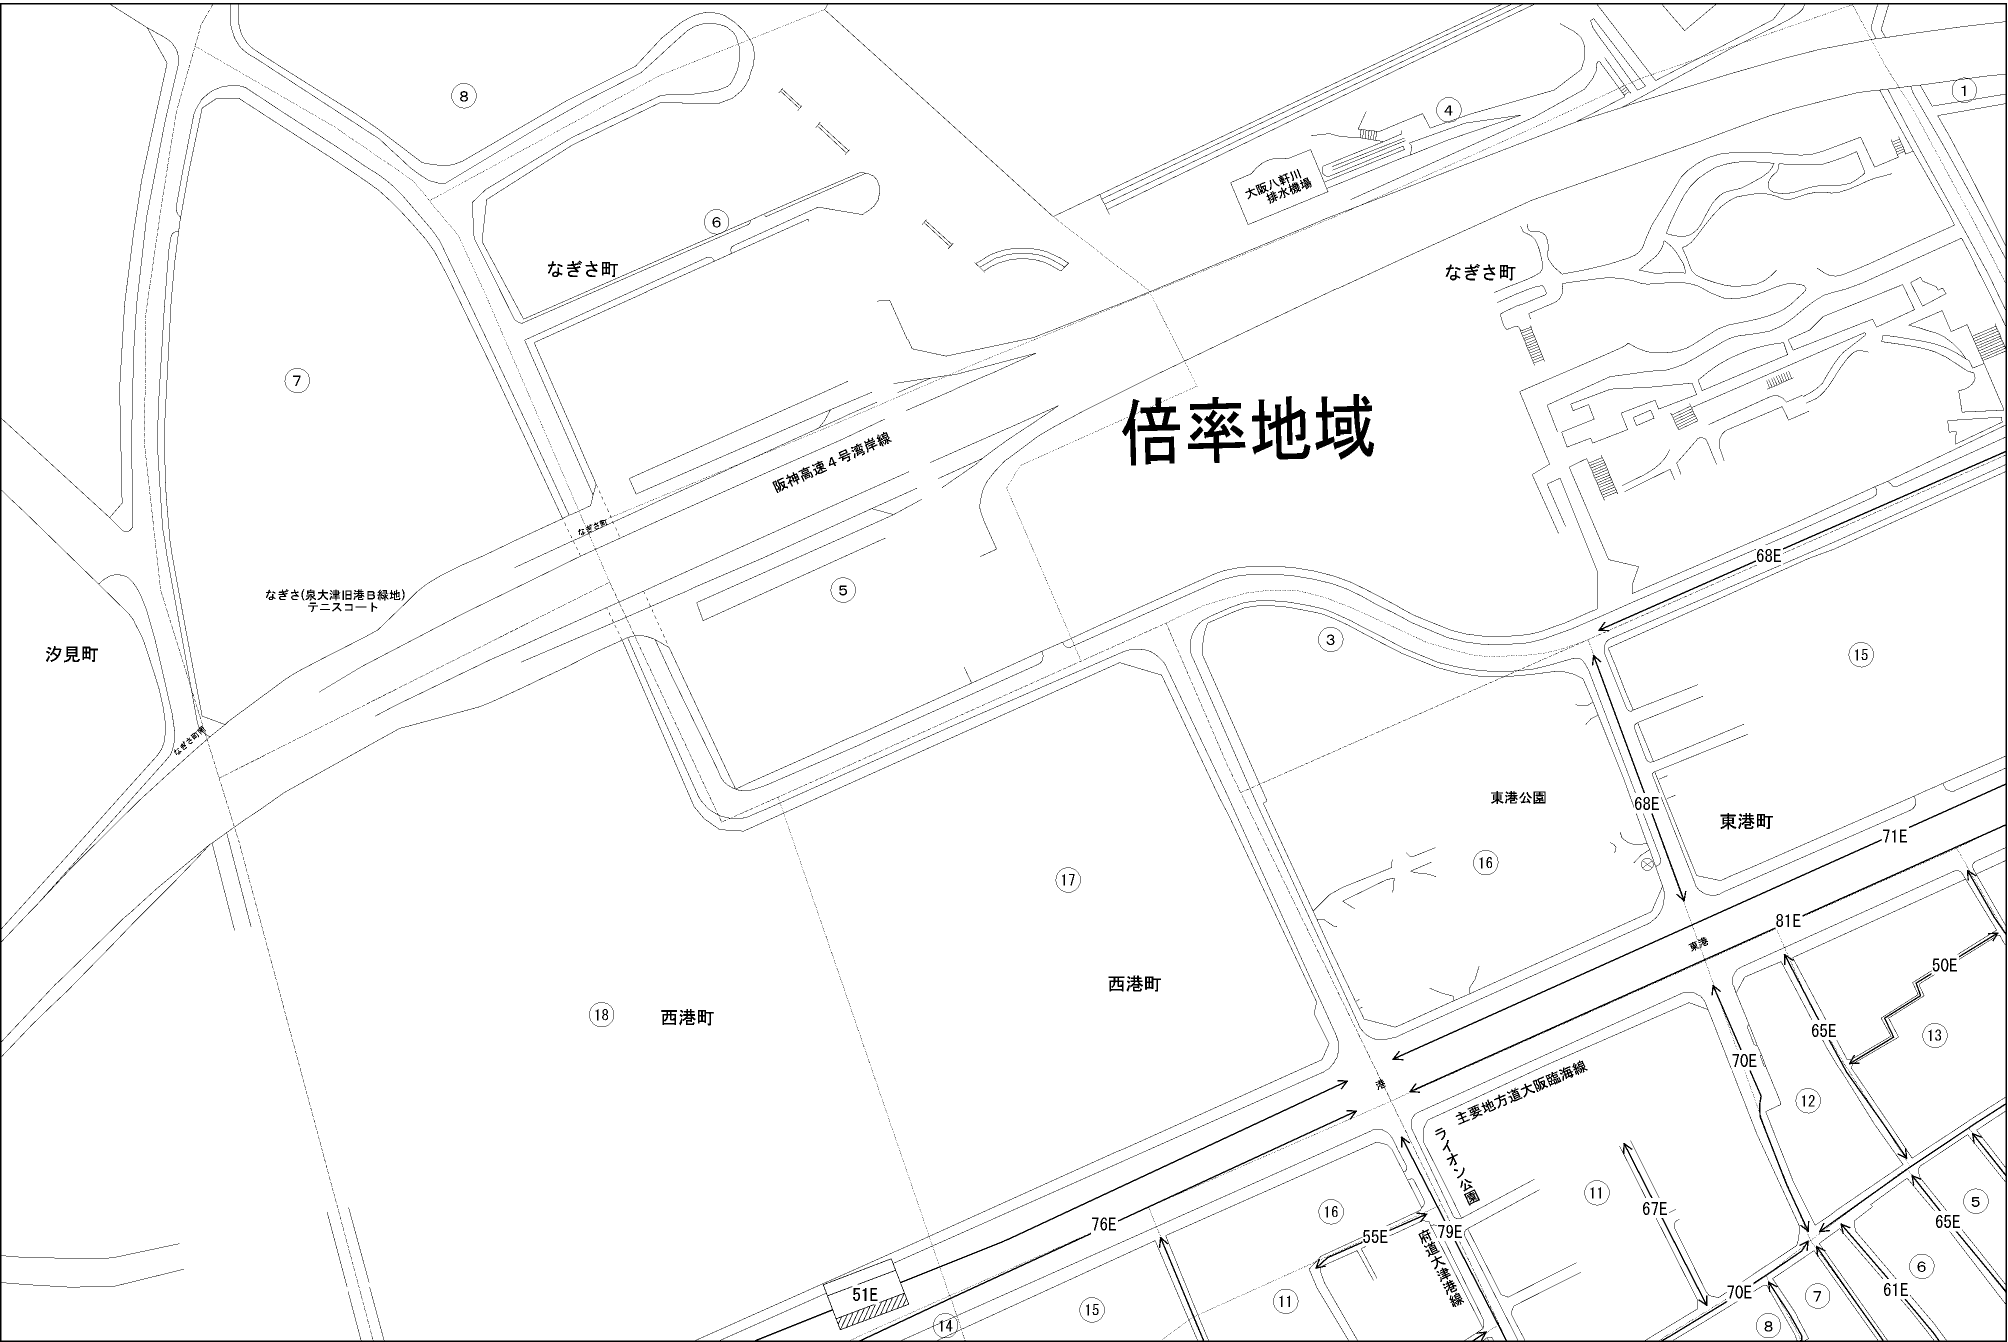 ⑧
④
①
大阪八軒川
排水機場
⑥
なぎさ町
なぎさ町
⑦
倍率地域
阪神高速４号湾岸線
なぎさ町
68E
⑤
なぎさ(泉大津旧港Ｂ緑地)
テニスコート
③
汐見町
⑮
なぎさ町南
東港公園
68E
東港町
71E
⑯
⑰
81E
東港
50E
西港町
⑱
西港町
65E
⑬
70E
港
主要地方道大阪臨海線
⑫
ライオン公園
⑪
⑤
67E
⑯
76E
55E
79E
65E
府道大津港線
⑥
51E
70E
61E
⑪
⑦
⑮
⑭
⑧